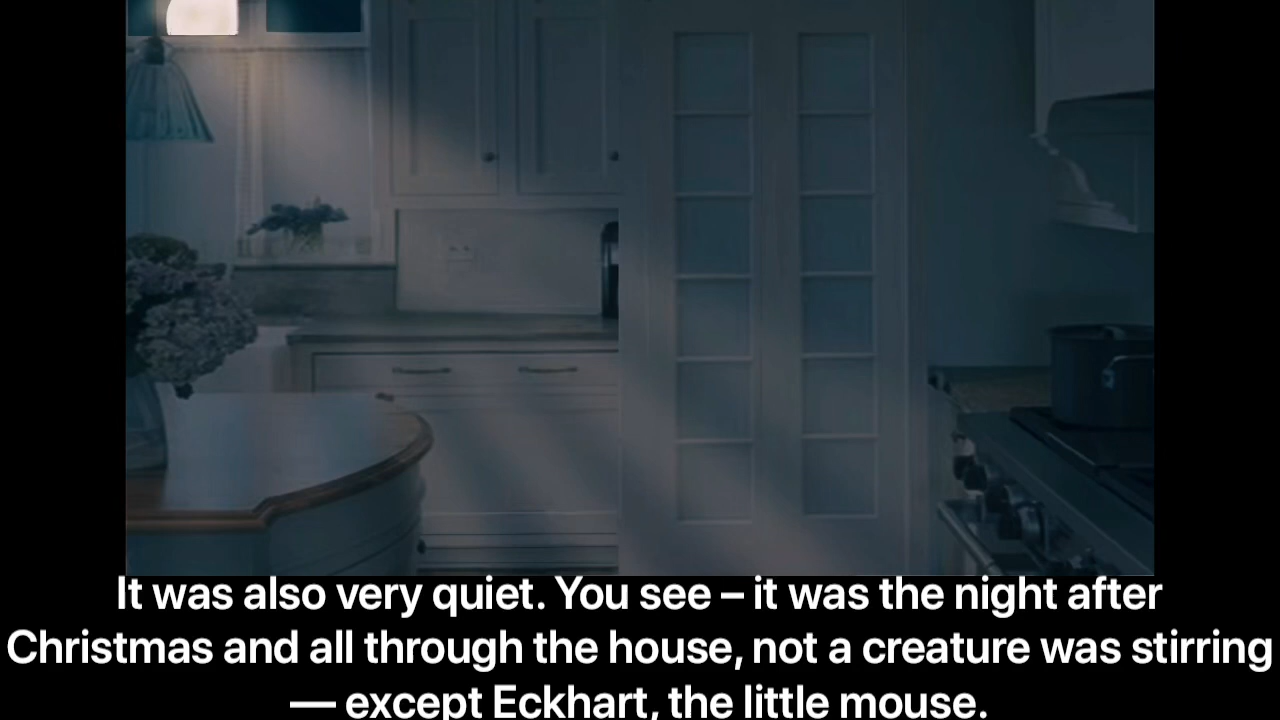 It was also very quiet. You see – it was the night after
Christmas and all through the house, not a creature was stirring
— except Eckhart, the little mouse.